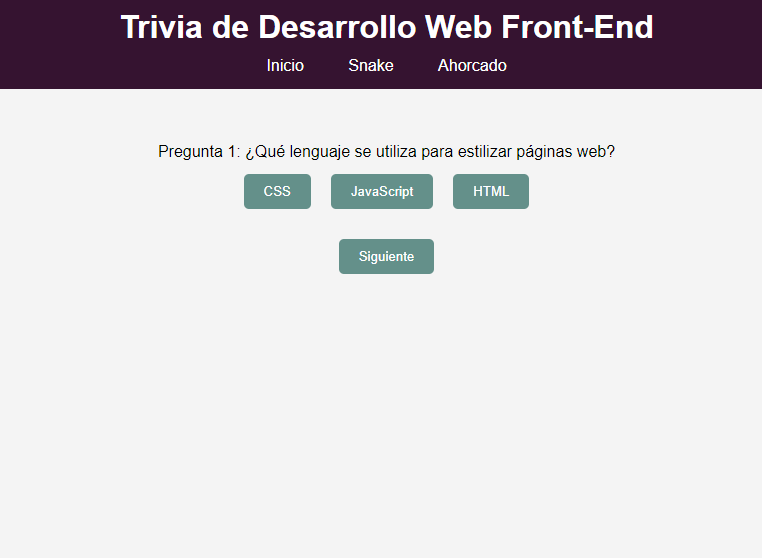 Trivia de Desarrollo Web Front-End
Inicio Snake Ahorcado
Pregunta 1: ¿Qué lenguaje se utiliza para estilizar páginas web?
CSS JavaScript HTML
Siguiente